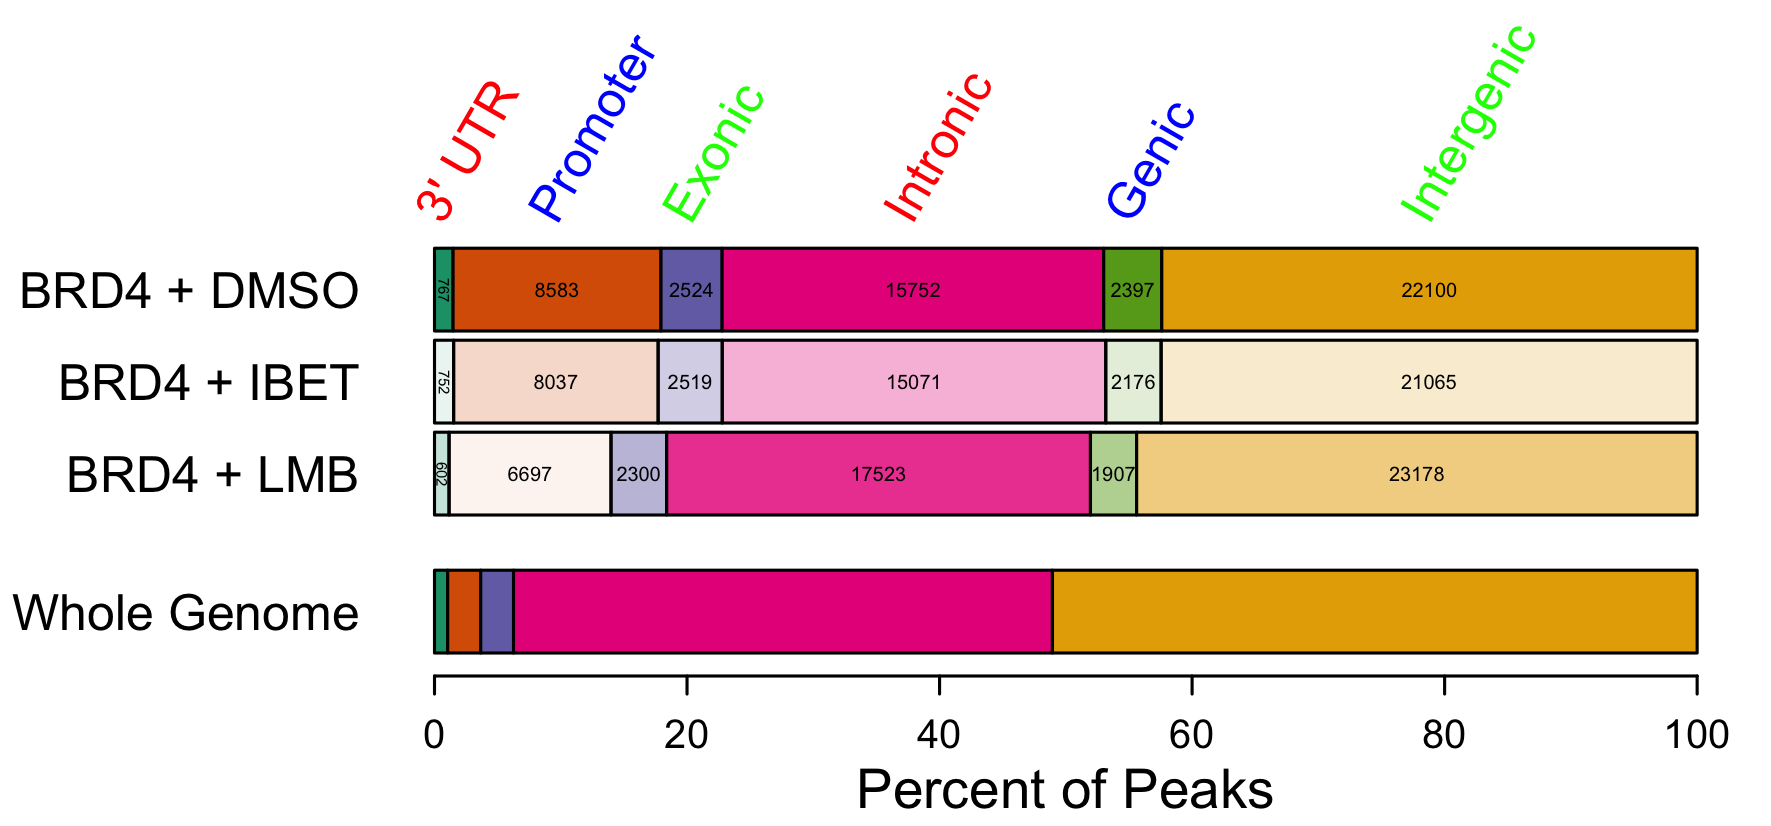 3' UTR Promoter Exonic Intronic Genic Intergenic
BRD4 + DMSO 767 8583 2524 15752 2397 22100
BRD4 + IBET 752 8037 2519 15071 2176 21065
BRD4 + LMB 602 6697 2300 17523 1907 23178
Whole Genome
0 20 40 60 80 100
Percent of Peaks